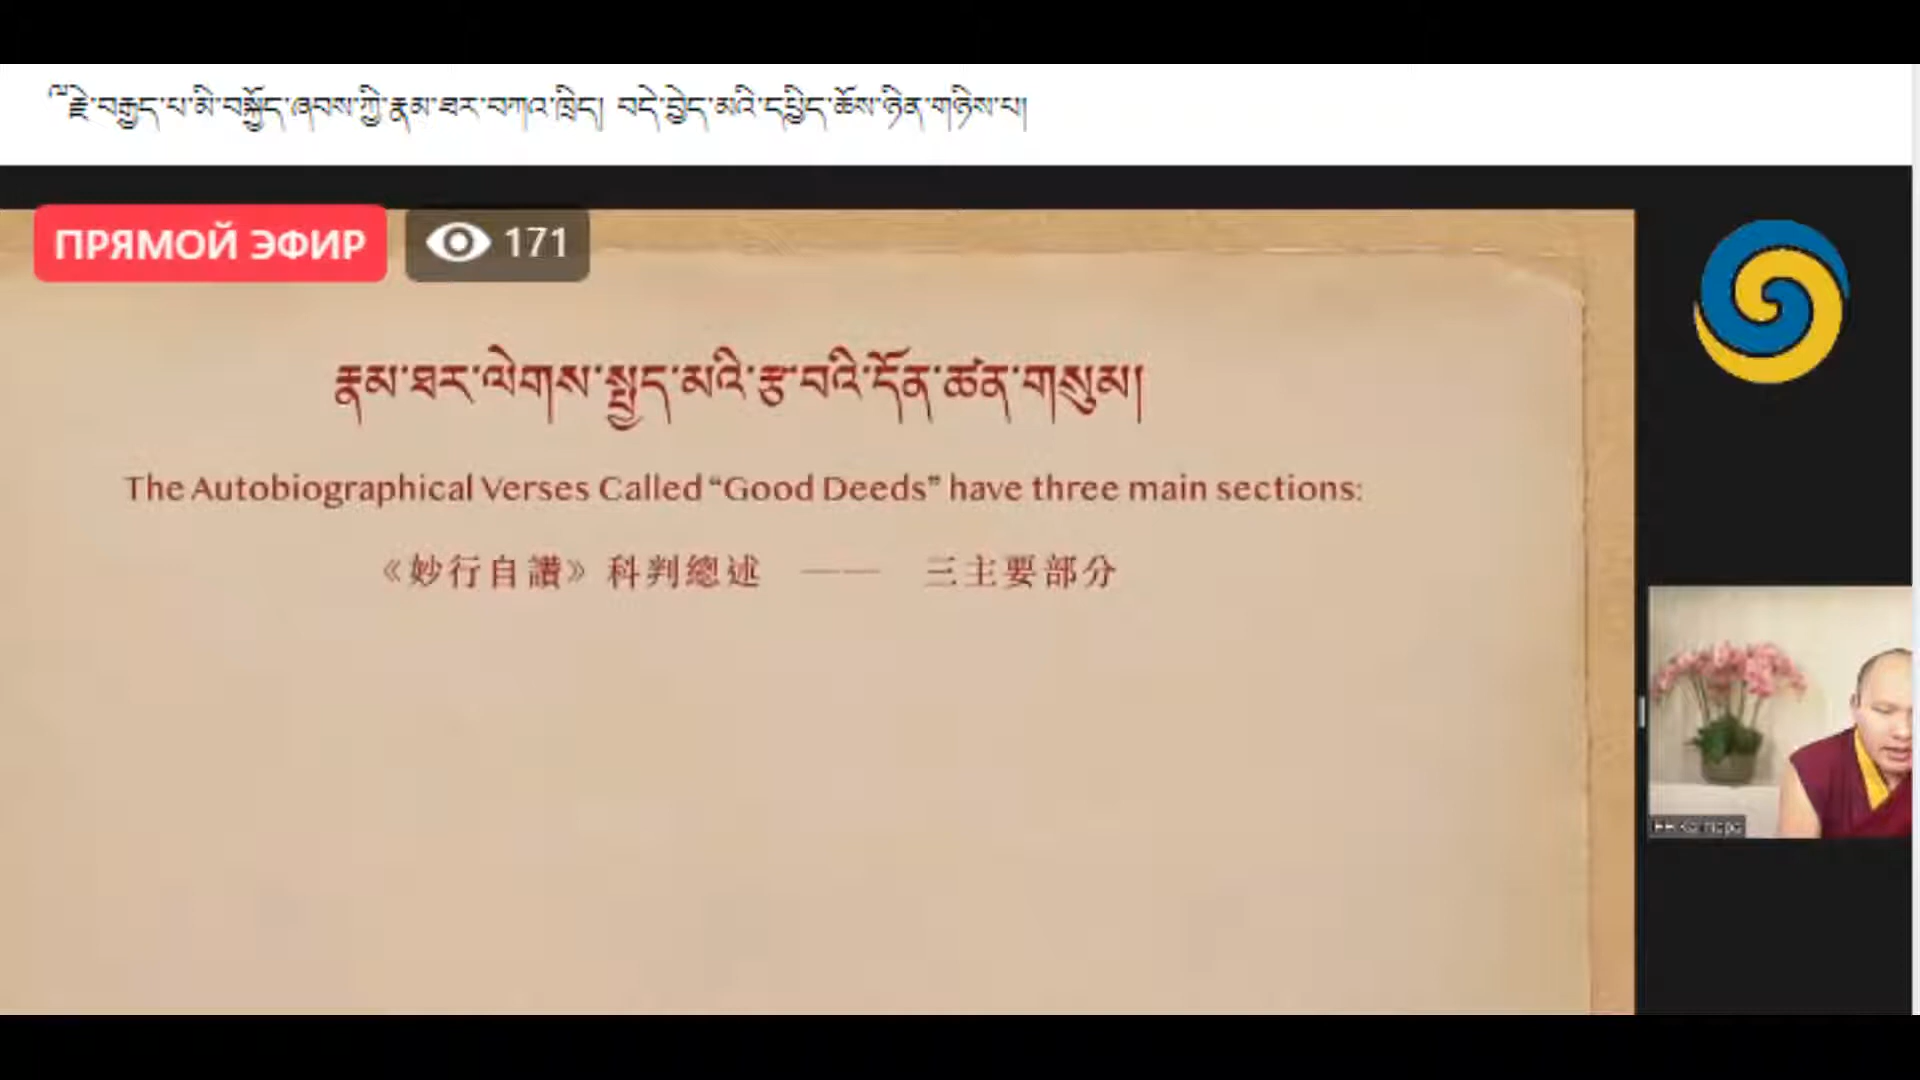 ༸རྗེ་བརྒྱད་པ་མི་བསྐྱོད་ཞབས་ཀྱི་རྣམ་ཐར་བཀའ་ཁྲིད། བདེ་བྱེད་མའི་དཔྱིད་ཆོས་ཉིན་གཉིས་པ།
ПРЯМОЙ ЭФИР 171
རྣམ་ཐར་ལེགས་སྤྱད་མའི་རྩ་བའི་དོན་ཚན་གསུམ།
The Autobiographical Verses Called “Good Deeds” have three main sections:
《妙行自讚》科判總述 —— 三主要部分